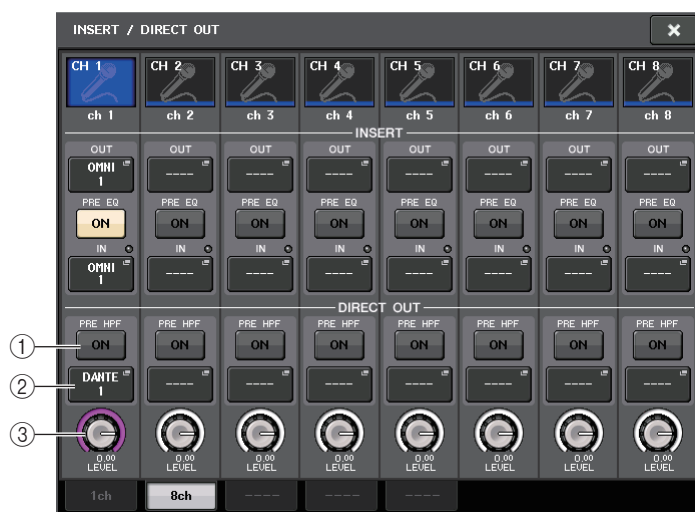 INSERT / DIRECT OUT
CH 1 CH 2 CH 3 CH 4 CH 5 CH 6 CH 7 CH 8
ch 1 ch 2 ch 3 ch 4 ch 5 ch 6 ch 7 ch 8
INSERT
OUT OUT OUT OUT OUT OUT OUT OUT
OMNI 1 ---- ---- ---- ---- ---- ---- ----
PRE EQ PRE EQ PRE EQ PRE EQ PRE EQ PRE EQ PRE EQ PRE EQ
ON ON ON ON ON ON ON ON
IN IN IN IN IN IN IN IN
OMNI 1 ---- ---- ---- ---- ---- ---- ----
DIRECT OUT
PRE HPF PRE HPF PRE HPF PRE HPF PRE HPF PRE HPF PRE HPF PRE HPF
① ON ON ON ON ON ON ON ON
② DANTE 1 ---- ---- ---- ---- ---- ---- ----
③ 0.00 0.00 0.00 0.00 0.00 0.00 0.00 0.00
LEVEL LEVEL LEVEL LEVEL LEVEL LEVEL LEVEL LEVEL
1ch 8ch ---- ---- ----